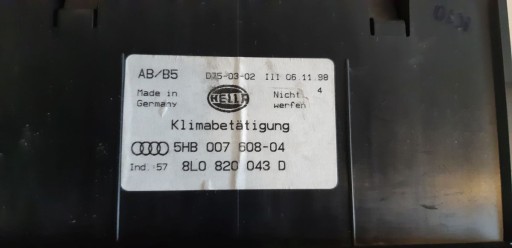 AB/B5 D35-03-02 III 06.11.98
Made in Germany
HELLA
Nicht 4
werfen
Klimabetätigung
5HB 007 608-04
Ind.:57 8L0 820 043 D